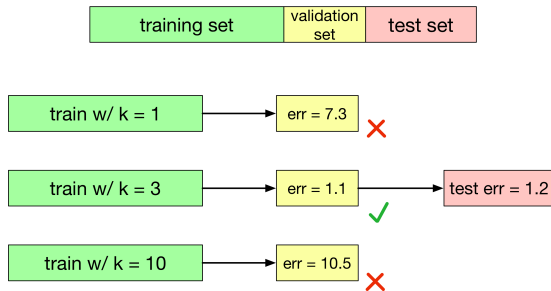 training set
validation
set
test set
train w/ k = 1
err = 7.3
train w/ k = 3
err = 1.1
test err = 1.2
train w/ k = 10
err = 10.5